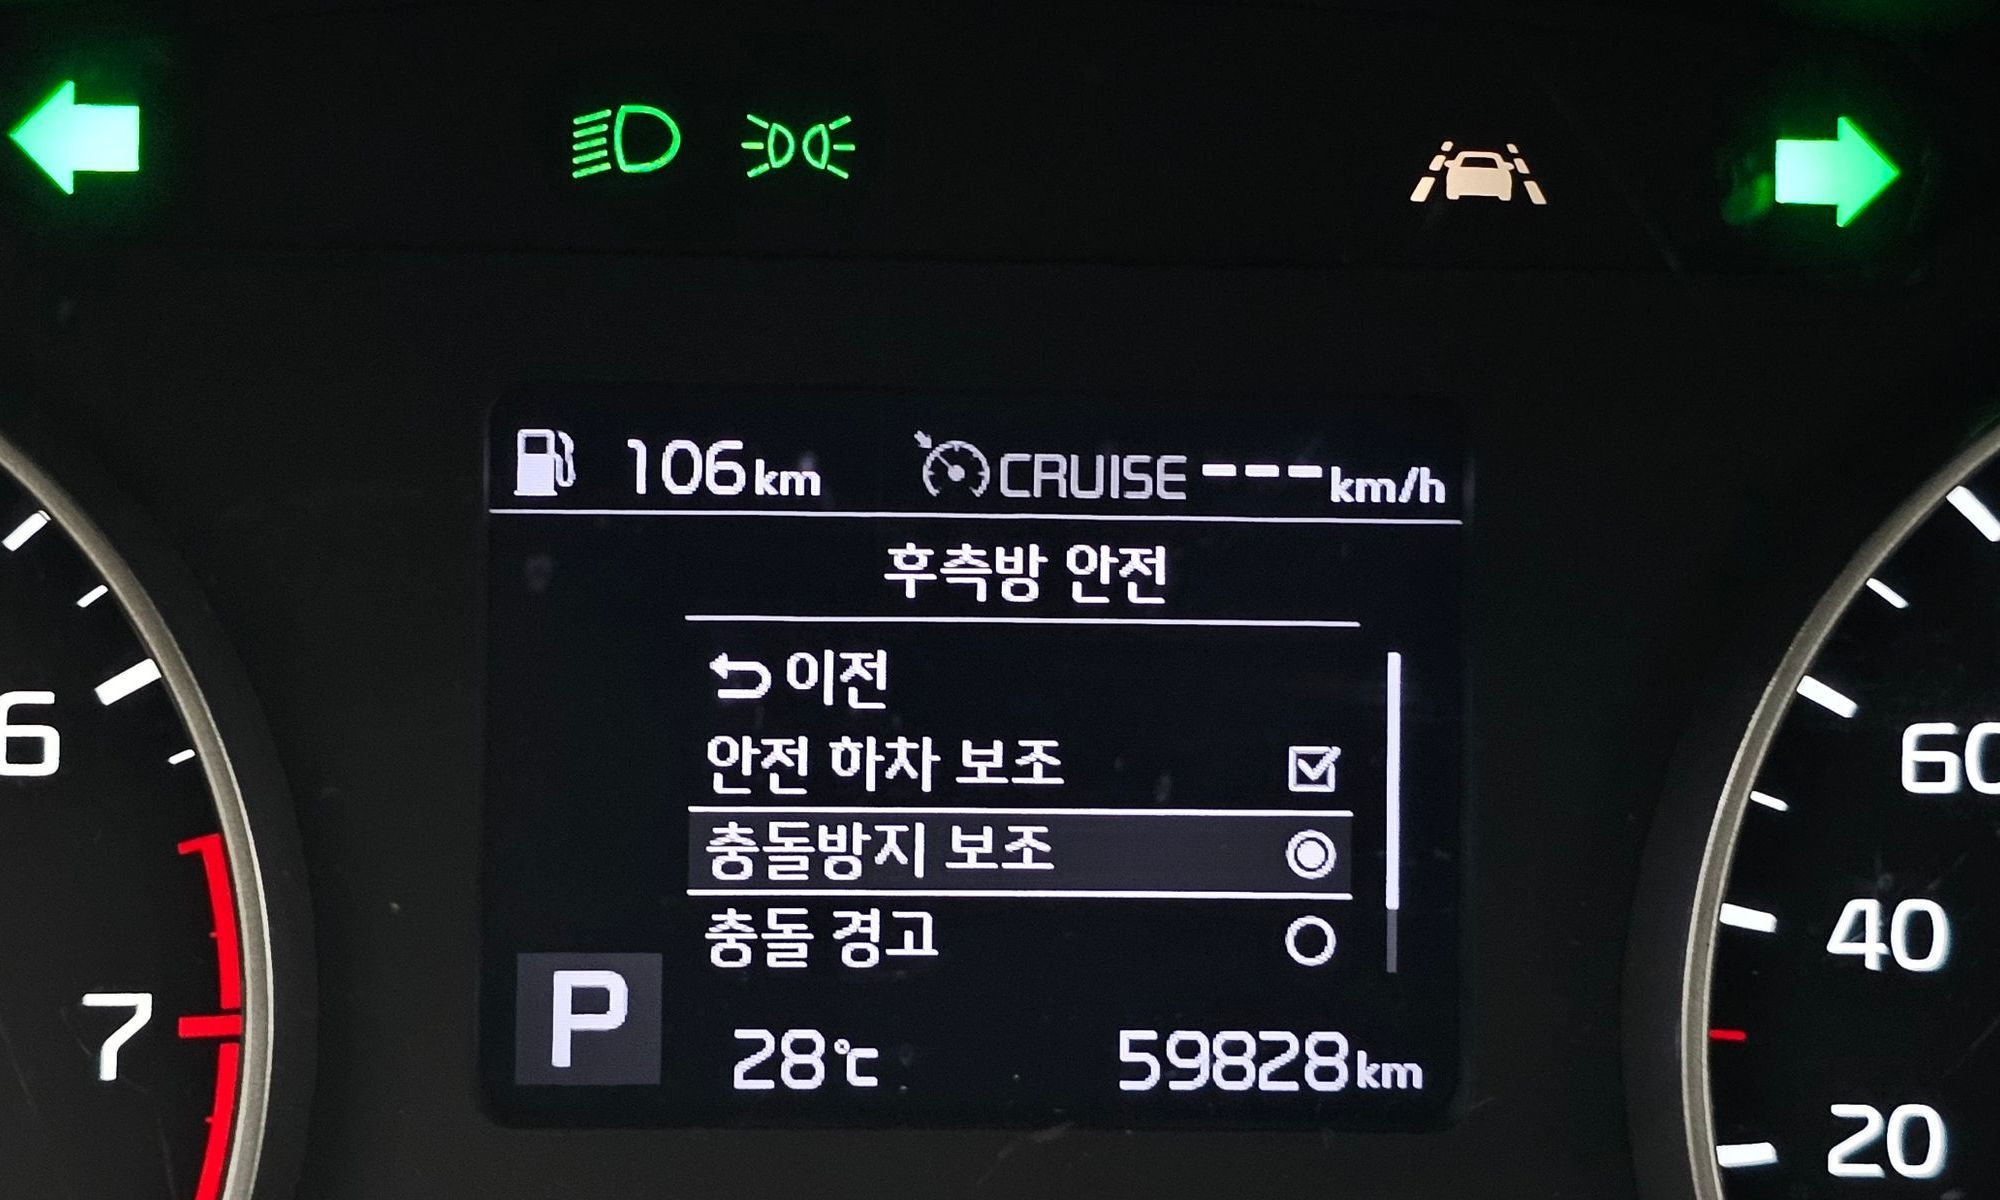 106km CRUISE ---km/h
후측방 안전
이전
안전 하차 보조
충돌방지 보조
충돌 경고
P
28℃ 59828km
6
7
60
40
20